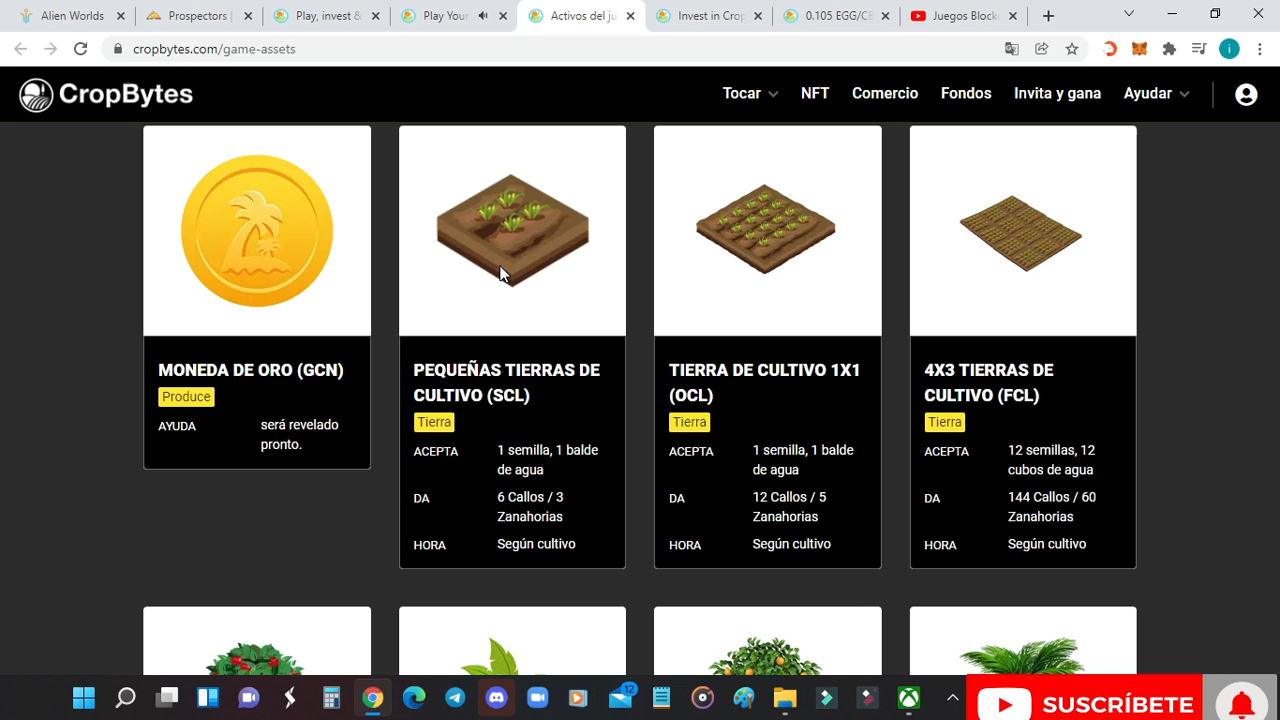 Alien Worlds
Prospectors |
Play, invest &
Play Your
Activos del ju
Invest in Crop
0.105 EGG/CB
Juegos Block
cropbytes.com/game-assets
i
CropBytes
Tocar
NFT
Comercio
Fondos
Invita y gana
Ayudar
MONEDA DE ORO (GCN)
Produce
AYUDA
será revelado
pronto.
PEQUEÑAS TIERRAS DE
CULTIVO (SCL)
Tierra
ACEPTA
1 semilla, 1 balde
de agua
DA
6 Callos / 3
Zanahorias
HORA
Según cultivo
TIERRA DE CULTIVO 1X1
(OCL)
Tierra
ACEPTA
1 semilla, 1 balde
de agua
DA
12 Callos / 5
Zanahorias
HORA
Según cultivo
4X3 TIERRAS DE
CULTIVO (FCL)
Tierra
ACEPTA
12 semillas, 12
cubos de agua
DA
144 Callos / 60
Zanahorias
HORA
Según cultivo
12
SUSCRÍBETE